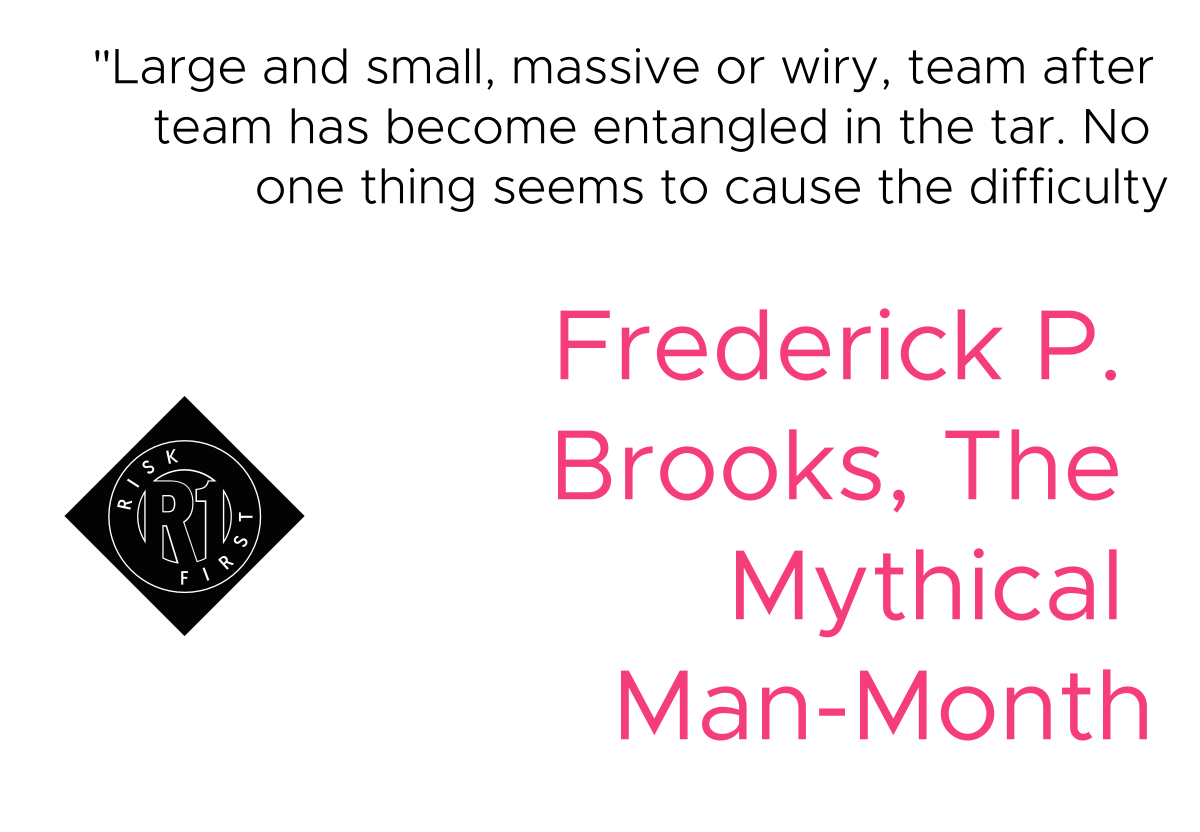 "Large and small, massive or wiry, team after
team has become entangled in the tar. No
one thing seems to cause the difficulty
Frederick P.
Brooks, The
Mythical
Man-Month
RISK
R1
FIRST